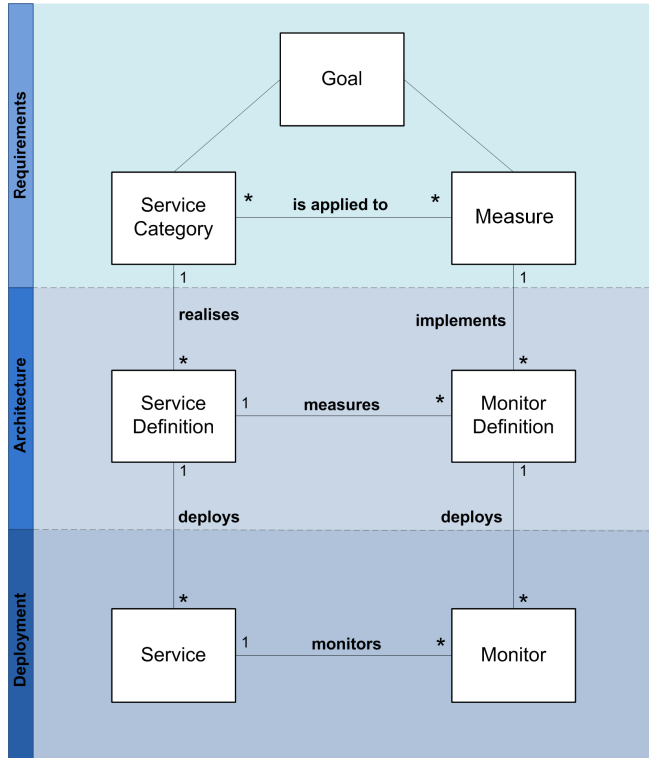 Requirements
Goal
Service
Category
*
is applied to
*
Measure
1
1
realises
implements
*
*
Architecture
Service
Definition
1
measures
*
Monitor
Definition
1
1
deploys
deploys
*
*
Deployment
Service
1
monitors
*
Monitor